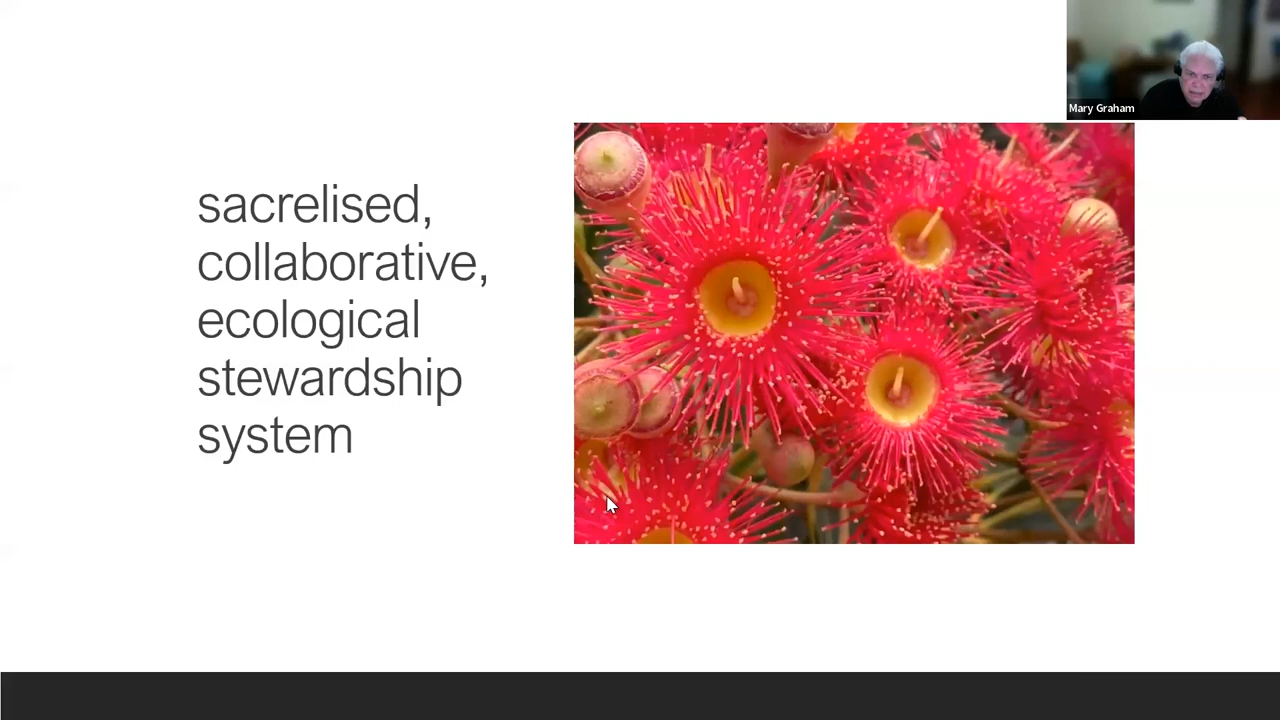 Mary Graham
sacrelised,
collaborative,
ecological
stewardship
system